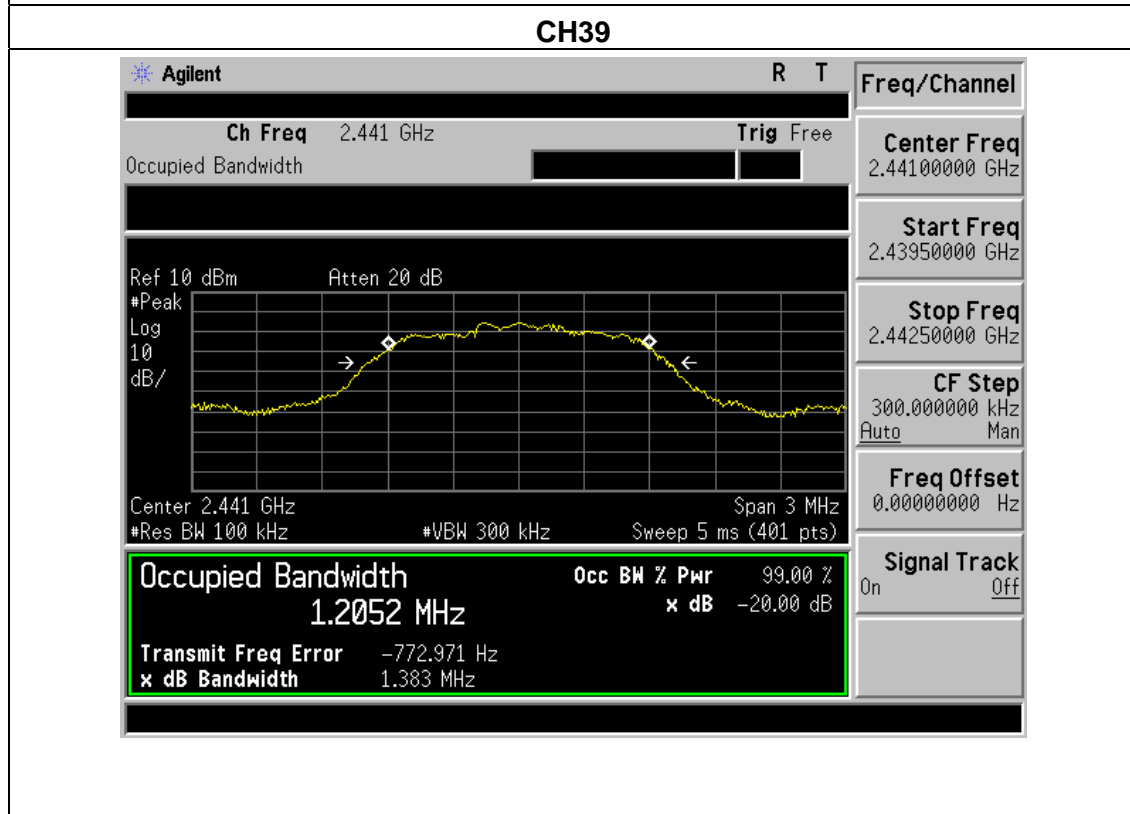 CH39
Agilent R T
Freq/Channel
Ch Freq 2.441 GHz Trig Free
Occupied Bandwidth
Center Freq
2.44100000 GHz
Start Freq
2.43950000 GHz
Stop Freq
2.44250000 GHz
CF Step
300.000000 kHz
Auto Man
Freq Offset
0.00000000 Hz
Signal Track
On Off
Ref 10 dBm Atten 20 dB
#Peak
Log
10
dB/
Center 2.441 GHz Span 3 MHz
#Res BW 100 kHz #VBW 300 kHz Sweep 5 ms (401 pts)
Occupied Bandwidth
1.2052 MHz
Occ BW % Pwr 99.00 %
x dB -20.00 dB
Transmit Freq Error -772.971 Hz
x dB Bandwidth 1.383 MHz